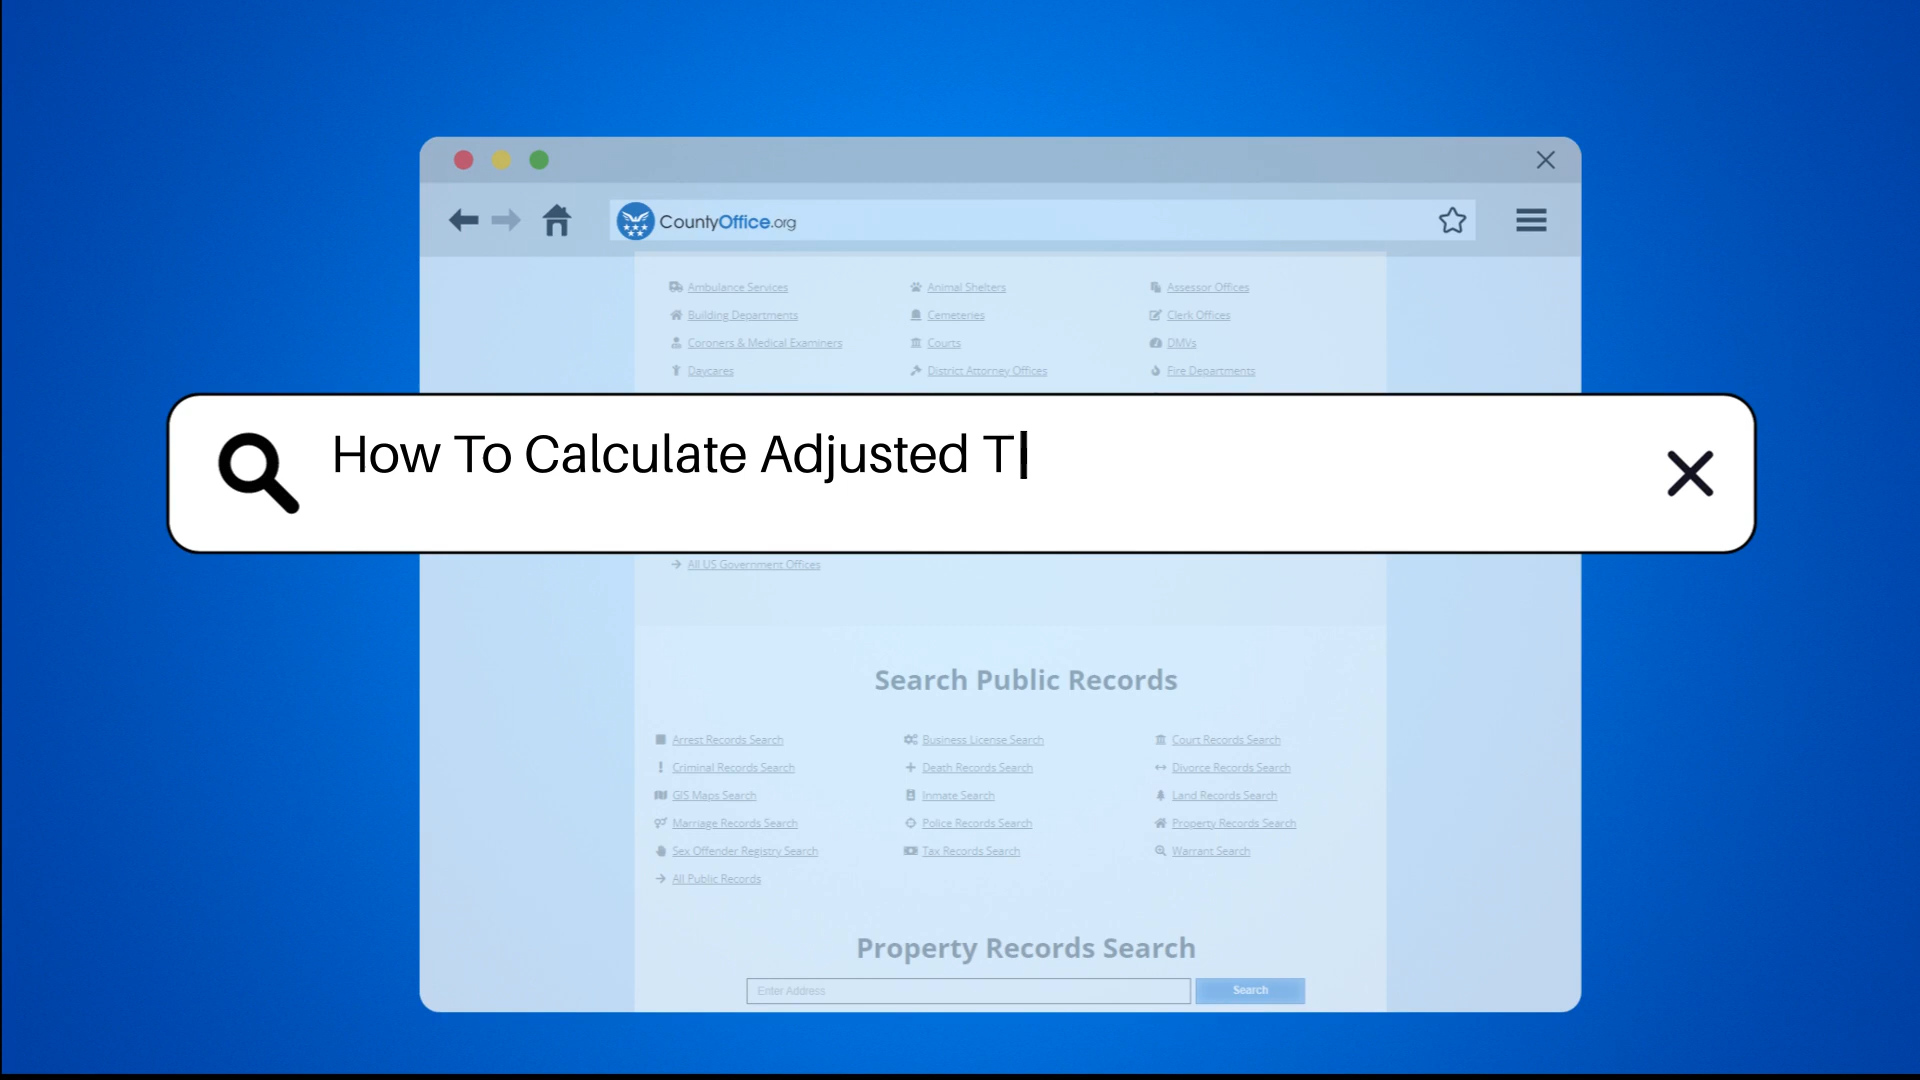 CountyOffice.org
Ambulance Services Animal Shelters Assessor Offices
Building Departments Cemeteries Clerk Offices
Coroners & Medical Examiners Courts DMVs
Daycares District Attorney Offices Fire Departments
How To Calculate Adjusted T
All US Government Offices
Search Public Records
Arrest Records Search Business License Search Court Records Search
Criminal Records Search Death Records Search Divorce Records Search
GIS Maps Search Inmate Search Land Records Search
Marriage Records Search Police Records Search Property Records Search
Sex Offender Registry Search Tax Records Search Warrant Search
All Public Records
Property Records Search
Enter Address Search